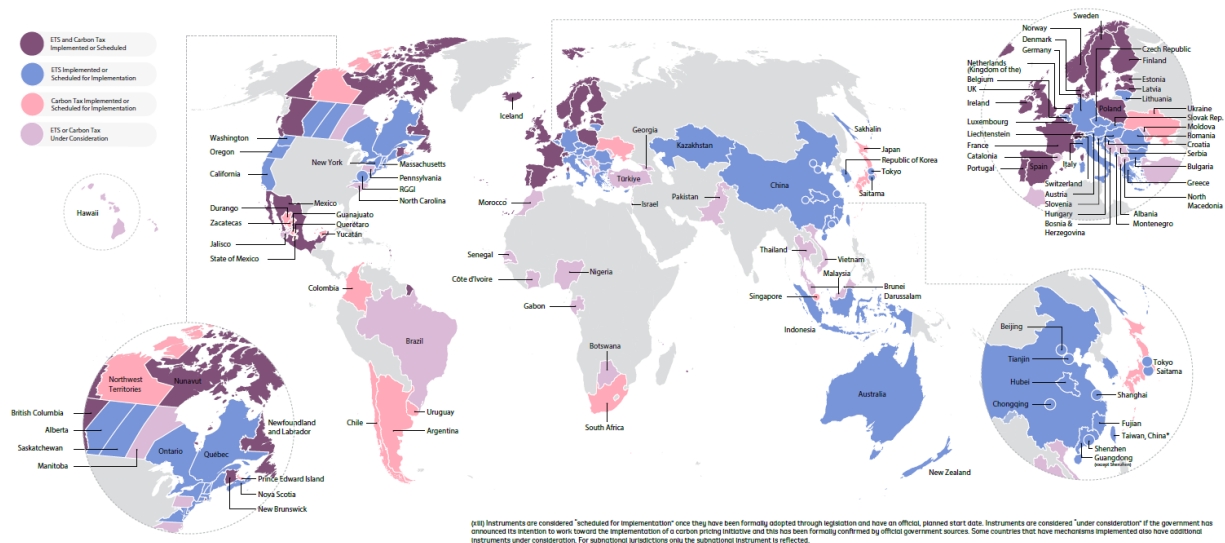 ETS and Carbon Tax
Implemented or Scheduled
ETS Implemented or
Scheduled for Implementation
Carbon Tax Implemented or
Scheduled for Implementation
ETS or Carbon Tax
Under Consideration
Hawaii
Washington
Oregon
California
New York
Massachusetts
Pennsylvania
RGGI
North Carolina
Mexico
Durango
Guanajuato
Zacatecas
Querétaro
Yucatán
Jalisco
State of Mexico
Colombia
Brazil
Uruguay
Chile
Argentina
Iceland
Georgia
Türkiye
Israel
Morocco
Senegal
Côte d'Ivoire
Nigeria
Gabon
Botswana
South Africa
Kazakhstan
China
Pakistan
Sakhalin
Japan
Republic of Korea
Tokyo
Saitama
Thailand
Vietnam
Malaysia
Brunei
Darussalam
Singapore
Indonesia
Australia
New Zealand
Sweden
Norway
Denmark
Germany
Czech Republic
Finland
Netherlands
(Kingdom of the)
Belgium
UK
Ireland
Estonia
Latvia
Lithuania
Poland
Ukraine
Slovak Rep.
Moldova
Romania
Croatia
Serbia
Bulgaria
Luxembourg
Liechtenstein
France
Catalonia
Portugal
Spain
Italy
Greece
North
Macedonia
Switzerland
Austria
Slovenia
Hungary
Bosnia &
Herzegovina
Albania
Montenegro
Northwest
Territories
Nunavut
British Columbia
Alberta
Saskatchewan
Manitoba
Ontario
Québec
Newfoundland
and Labrador
Prince Edward Island
Nova Scotia
New Brunswick
Beijing
Tianjin
Hubei
Chongqing
Tokyo
Saitama
Shanghai
Fujian
Taiwan, China*
Shenzhen
Guangdong
(except Shenzhen)
(xiii) Instruments are considered "scheduled for implementation" once they have been formally adopted through legislation and have an official, planned start date. Instruments are considered "under consideration" if the government has
announced its intention to work toward the implementation of a carbon pricing initiative and this has been formally confirmed by official government sources. Some countries that have mechanisms implemented also have additional
instruments under consideration. For subnational jurisdictions only the subnational instrument is reflected.